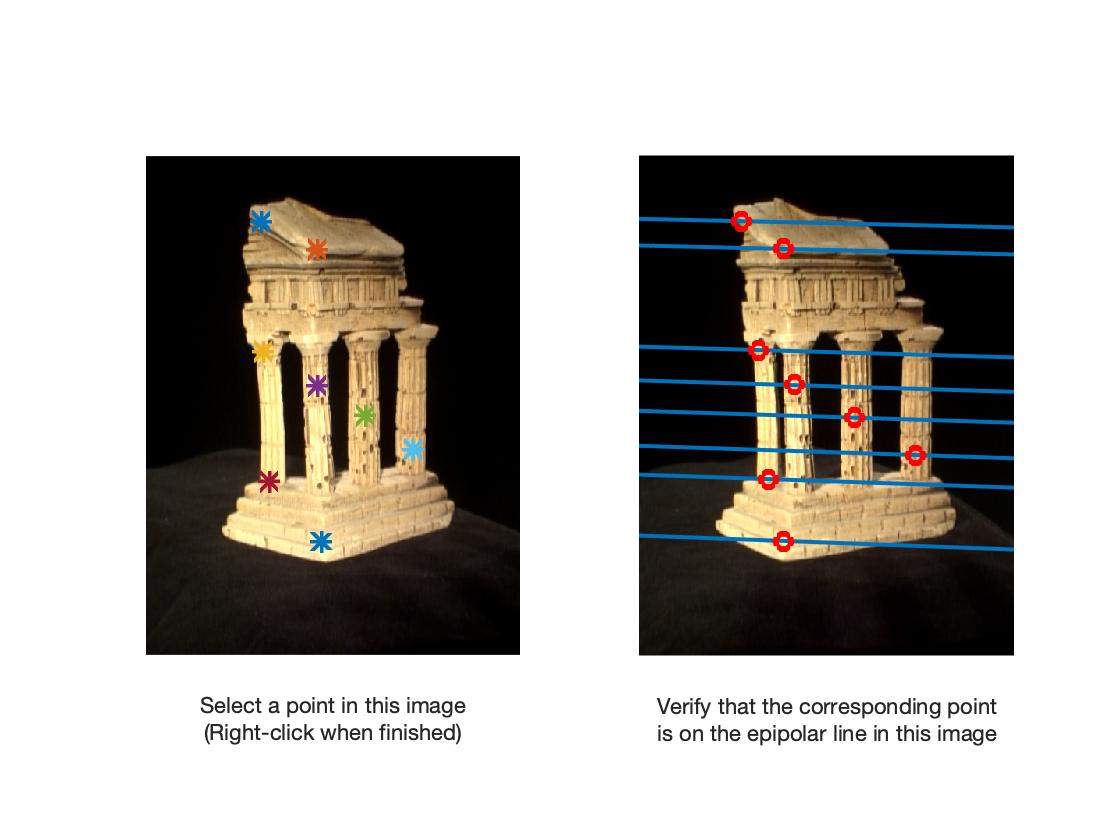 Select a point in this image
(Right-click when finished)
Verify that the corresponding point
is on the epipolar line in this image